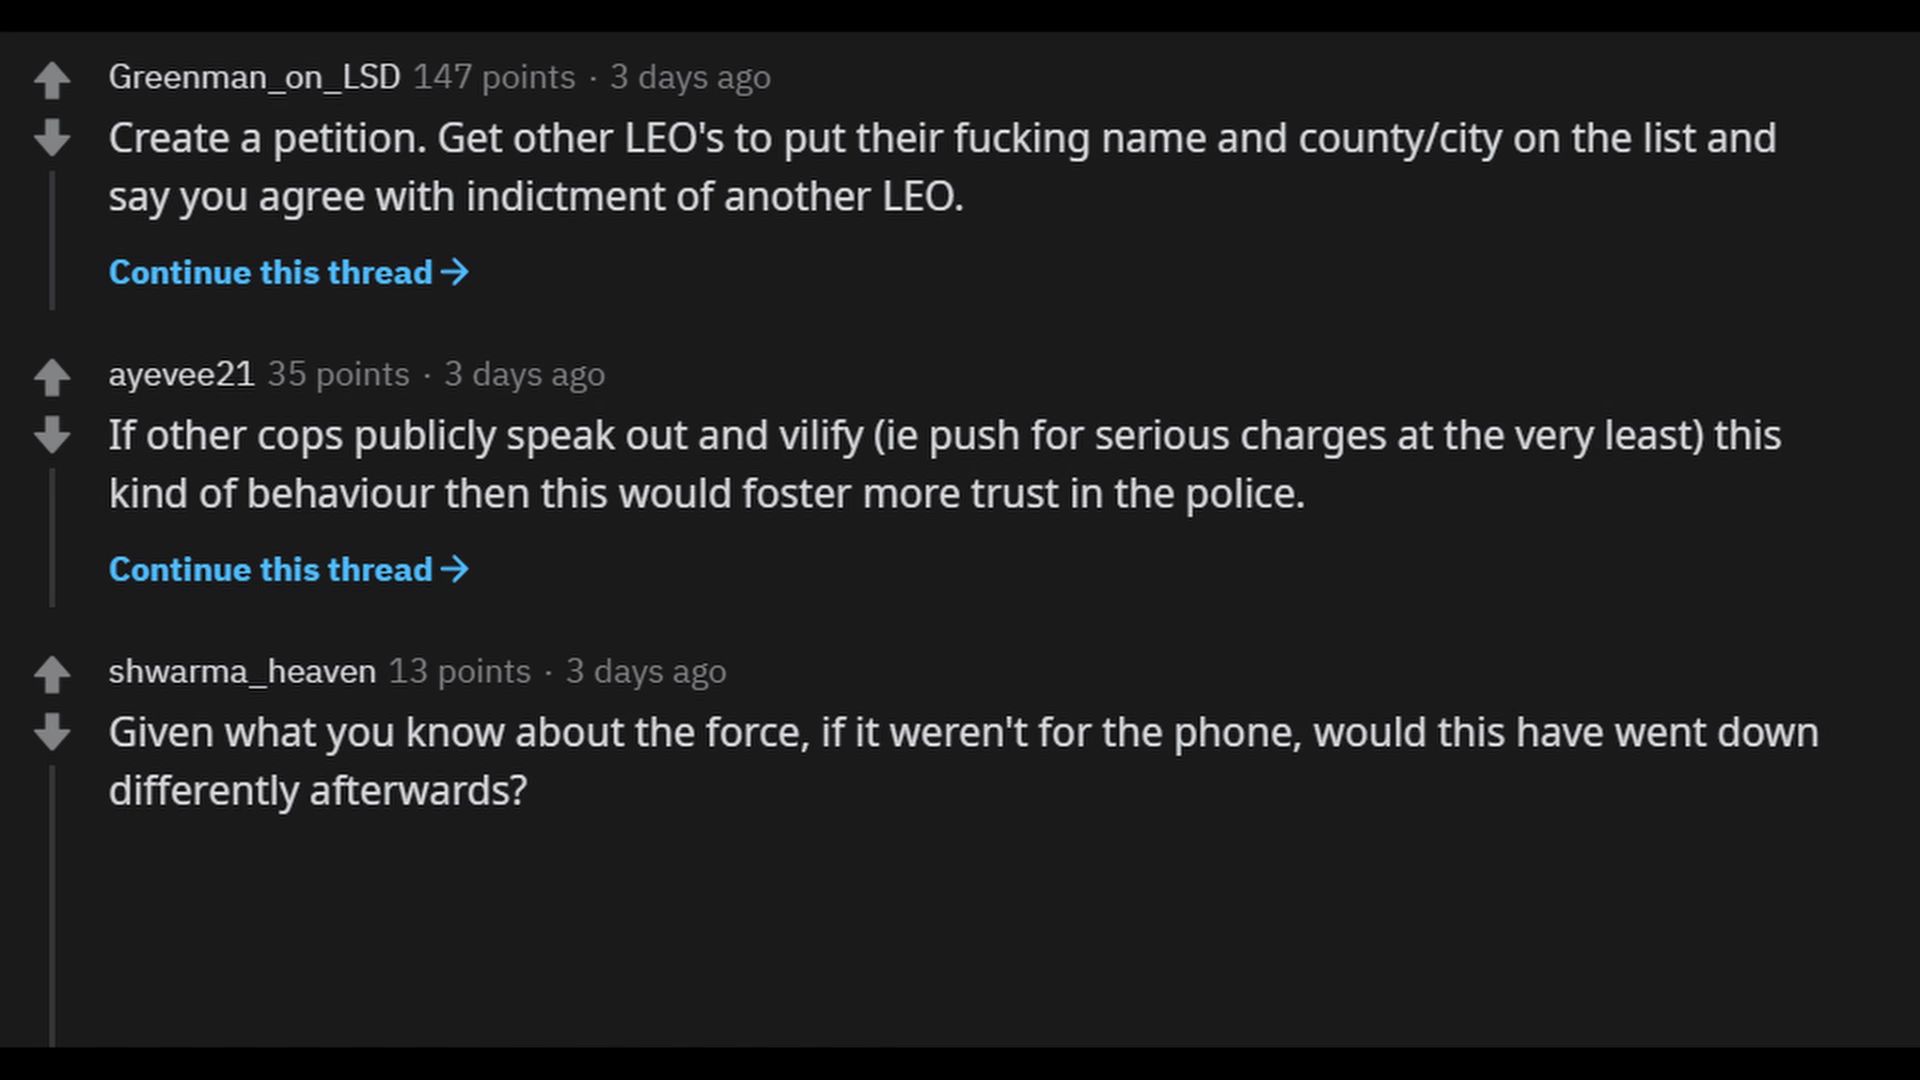 Greenman_on_LSD 147 points · 3 days ago
Create a petition. Get other LEO's to put their fucking name and county/city on the list and
say you agree with indictment of another LEO.
Continue this thread →
ayevee21 35 points · 3 days ago
If other cops publicly speak out and vilify (ie push for serious charges at the very least) this
kind of behaviour then this would foster more trust in the police.
Continue this thread →
shwarma_heaven 13 points · 3 days ago
Given what you know about the force, if it weren't for the phone, would this have went down
differently afterwards?